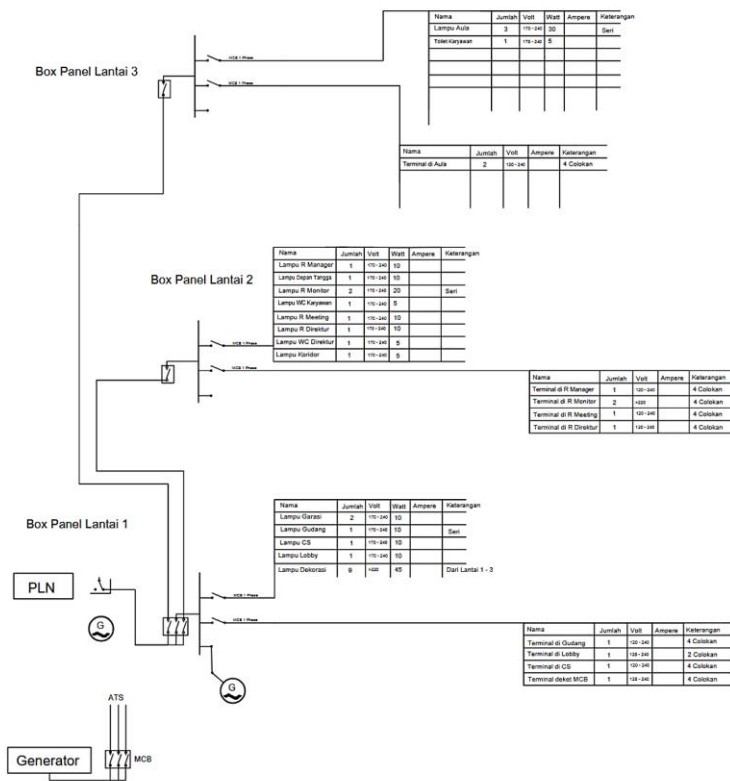 Box Panel Lantai 3
MCB 1 Phase
MCB 1 Phase
Nama Jumlah Volt Watt Ampere Keterangan
Lampu Aula 3 170-240 30 Seri
Toilet Karyawan 1 170-240 5
Nama Jumlah Volt Ampere Keterangan
Terminal di Aula 2 120-240 4 Colokan
Box Panel Lantai 2
MCB 1 Phase
MCB 1 Phase
Nama Jumlah Volt Watt Ampere Keterangan
Lampu R Manager 1 170-240 10
Lampu Depan Tangga 1 170-240 10
Lampu R Monitor 2 170-240 20 Seri
Lampu WC Karyawan 1 170-240 5
Lampu R Meeting 1 170-240 10
Lampu R Direktur 1 170-240 10
Lampu WC Direktur 1 170-240 5
Lampu Koridor 1 170-240 5
Nama Jumlah Volt Ampere Keterangan
Terminal di R Manager 1 120-240 4 Colokan
Terminal di R Monitor 2 4 Colokan
Terminal di R Meeting 1 120-240 4 Colokan
Terminal di R Direktur 1 120-240 4 Colokan
Box Panel Lantai 1
PLN
G
MCB 1 Phase
MCB 1 Phase
G
Nama Jumlah Volt Watt Ampere Keterangan
Lampu Garasi 2 170-240 10
Lampu Gudang 1 170-240 10 Seri
Lampu CS 1 170-240 10
Lampu Lobby 1 170-240 10
Lampu Dekorasi 9 45 Dari Lantai 1 - 3
Nama Jumlah Volt Ampere Keterangan
Terminal di Gudang 1 120-240 4 Colokan
Terminal di Lobby 1 120-240 2 Colokan
Terminal di CS 1 120-240 4 Colokan
Terminal deket MCB 1 120-240 4 Colokan
ATS
MCB
Generator